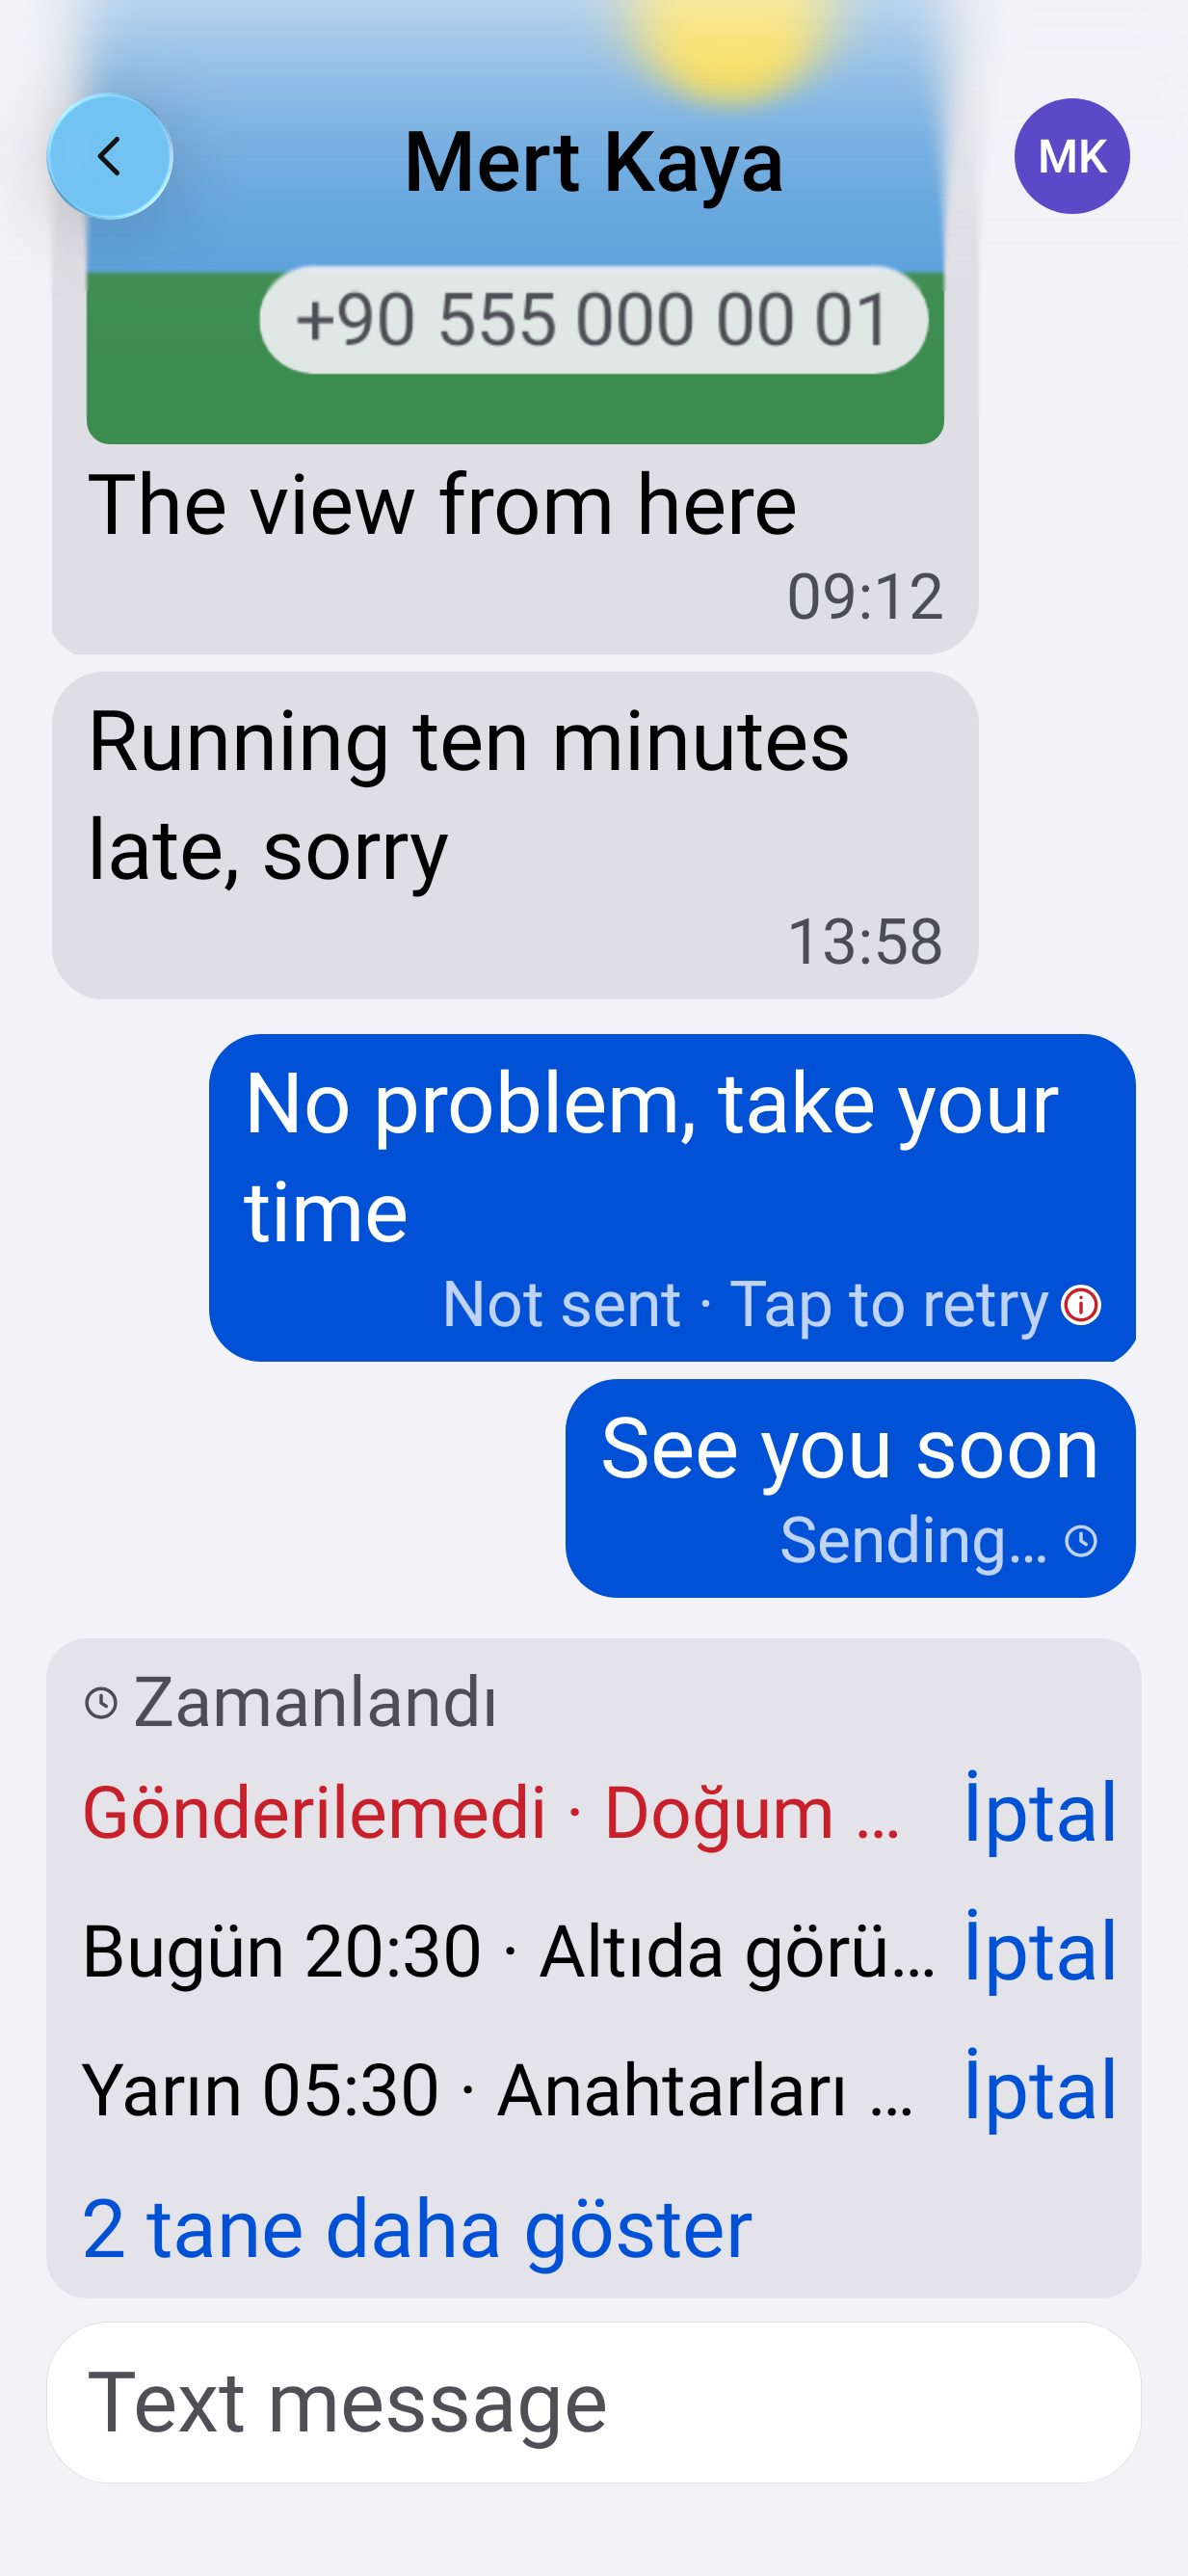 Mert Kaya
MK
+90 555 000 00 01
The view from here
09:12
Running ten minutes
late, sorry
13:58
No problem, take your
time
Not sent · Tap to retry
See you soon
Sending…
Zamanlandı
Gönderilemedi · Doğum … İptal
Bugün 20:30 · Altıda görü… İptal
Yarın 05:30 · Anahtarları … İptal
2 tane daha göster
Text message